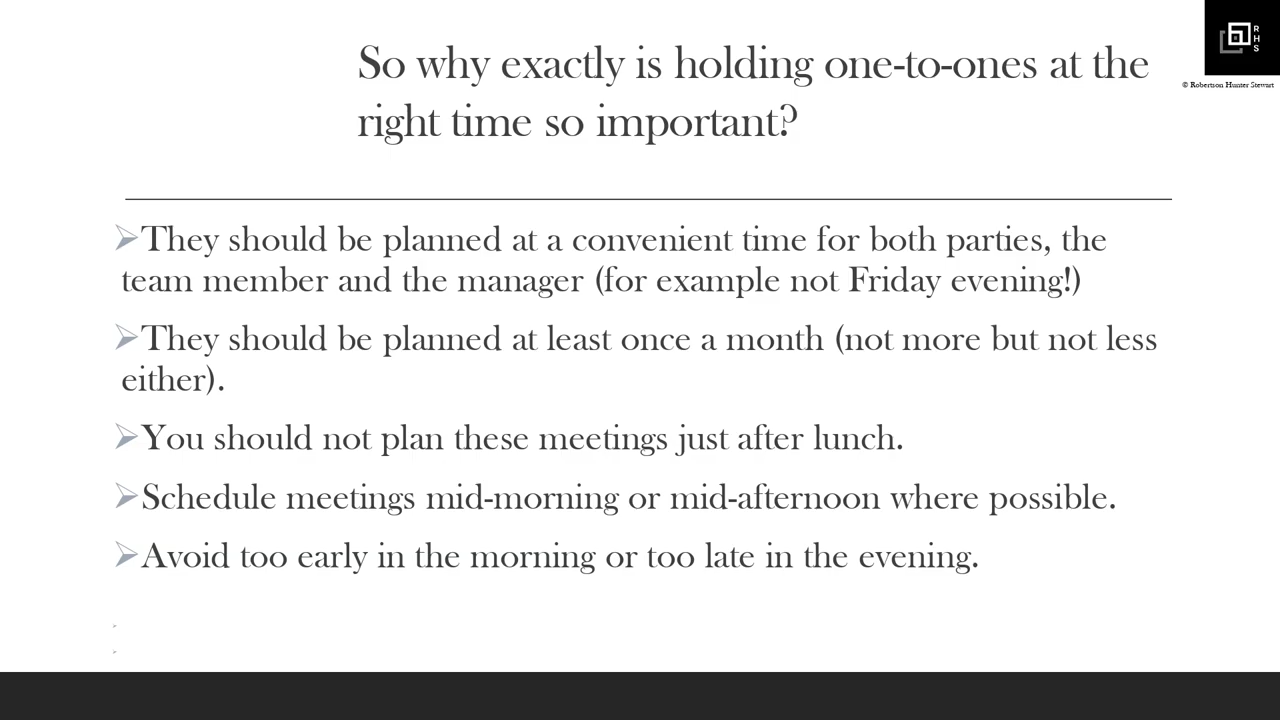 So why exactly is holding one-to-ones at the
right time so important?
R
H
S
© Robertson Hunter Stewart
➢They should be planned at a convenient time for both parties, the
team member and the manager (for example not Friday evening!)
➢They should be planned at least once a month (not more but not less
either).
➢You should not plan these meetings just after lunch.
➢Schedule meetings mid-morning or mid-afternoon where possible.
➢Avoid too early in the morning or too late in the evening.